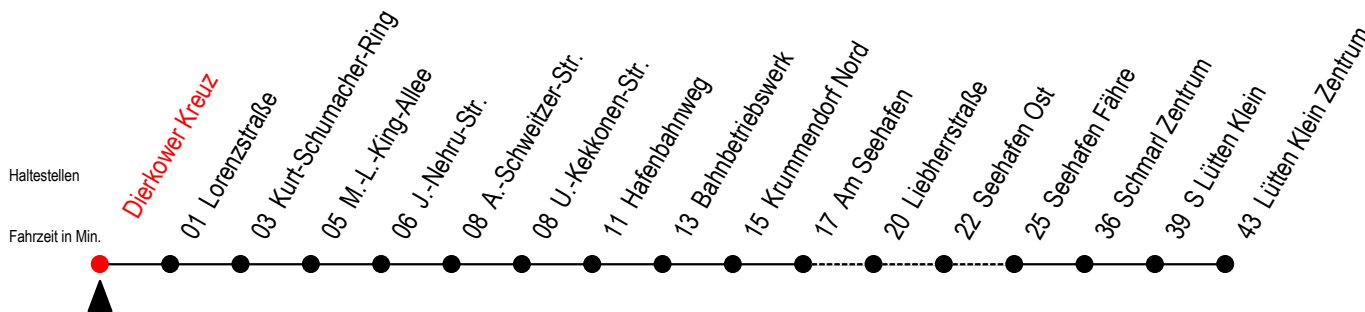 Haltestellen
Fahrzeit in Min.
Dierkower Kreuz
01 Lorenzstraße
03 Kurt-Schumacher-Ring
05 M.-L.-King-Allee
06 J.-Nehru-Str.
08 A.-Schweitzer-Str.
08 U.-Kekkonen-Str.
11 Hafenbahnweg
13 Bahnbetriebswerk
15 Krummendorf Nord
17 Am Seehafen
20 Liebherrstraße
22 Seehafen Ost
25 Seehafen Fähre
36 Schmarl Zentrum
39 S Lütten Klein
43 Lütten Klein Zentrum